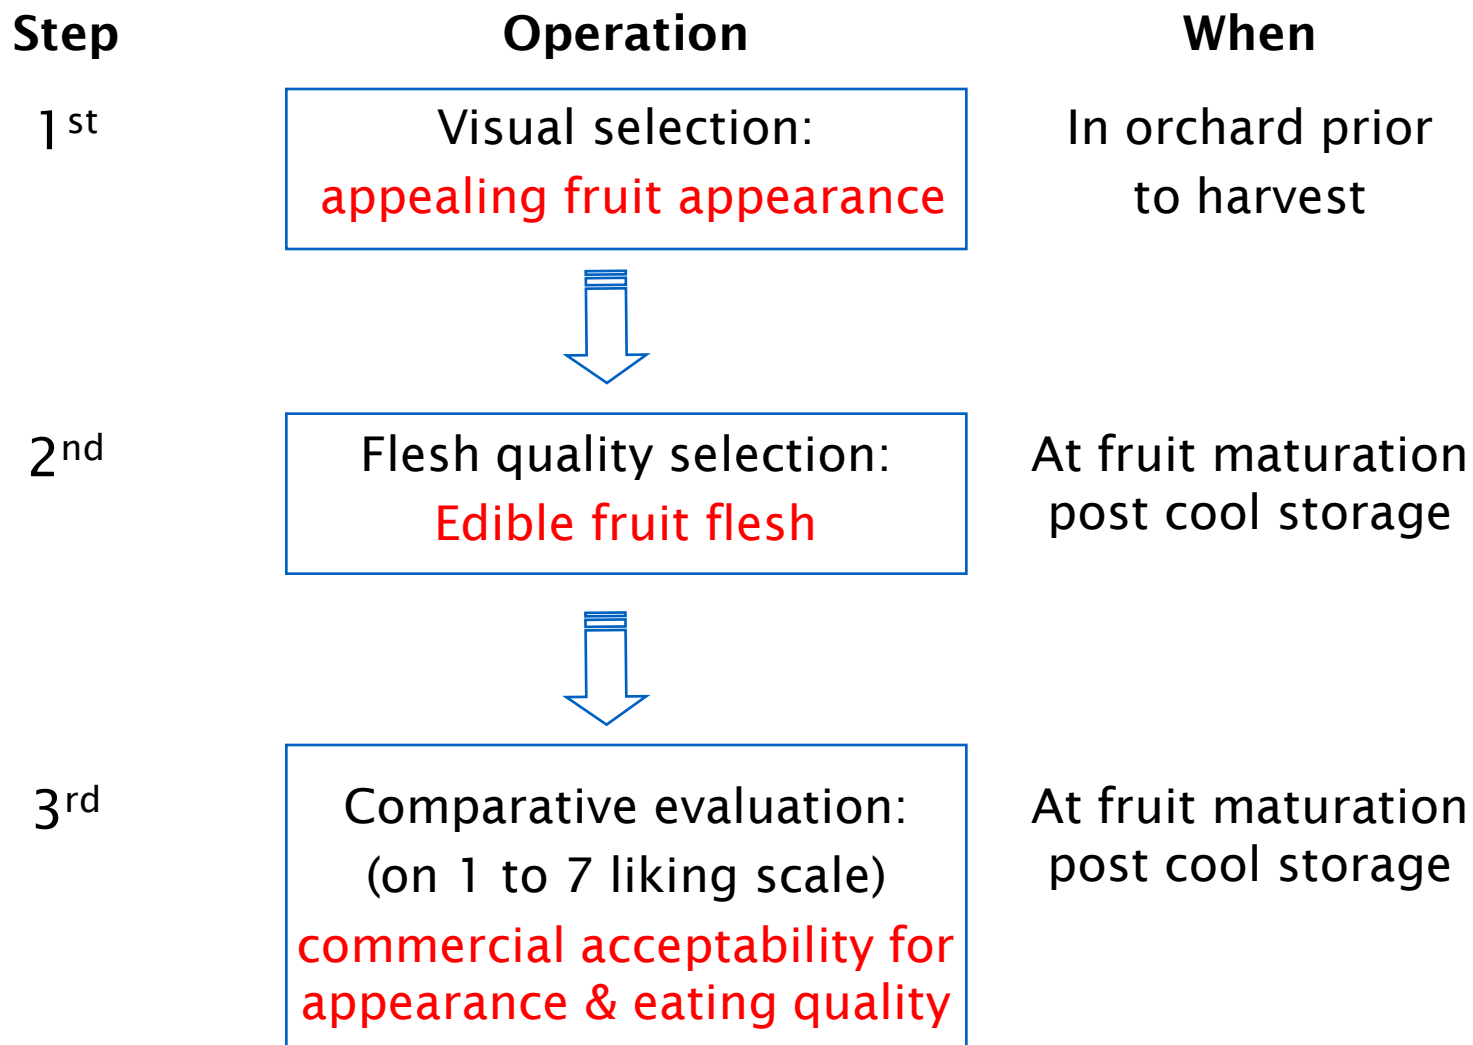 Step Operation When
1st Visual selection: In orchard prior
appealing fruit appearance to harvest
2nd Flesh quality selection: At fruit maturation
Edible fruit flesh post cool storage
3rd Comparative evaluation: At fruit maturation
(on 1 to 7 liking scale) post cool storage
commercial acceptability for
appearance & eating quality